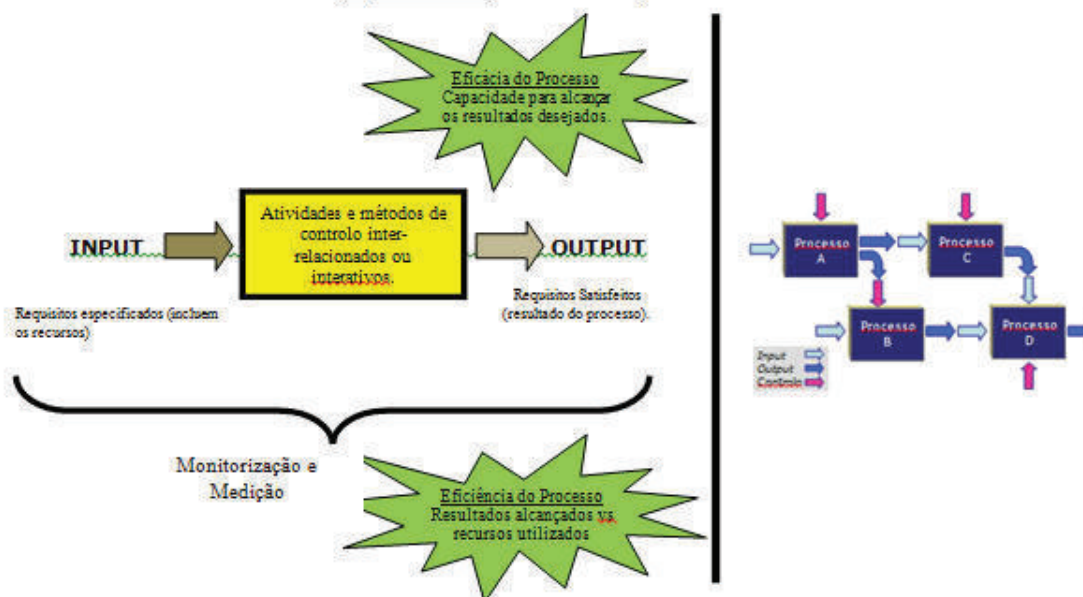 Eficácia do Processo
Capacidade para alcançar
os resultados desejados.
INPUT
Atividades e métodos de
controlo inter-
relacionados ou
interativos.
OUTPUT
Requisitos especificados (incluem
os recursos)
Requisitos Satisfeitos
(resultado do processo).
Monitorização e
Medição
Eficiência do Processo
Resultados alcançados vs.
recursos utilizados
Processo
A
Processo
C
Processo
B
Processo
D
Input
Output
Controlo